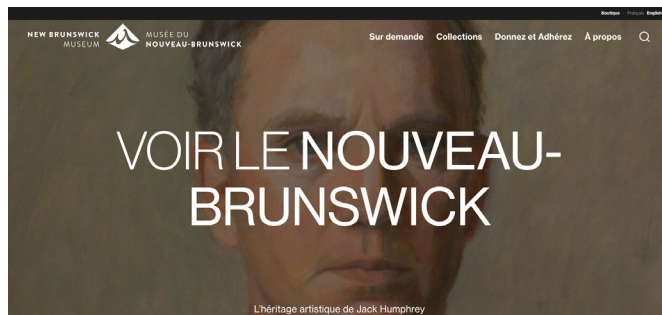 Boutique Français English
NEW BRUNSWICK MUSÉE DU
MUSEUM NOUVEAU-BRUNSWICK
Sur demande Collections Donnez et Adhérez À propos
VOIR LE NOUVEAU-
BRUNSWICK
L'héritage artistique de Jack Humphrey